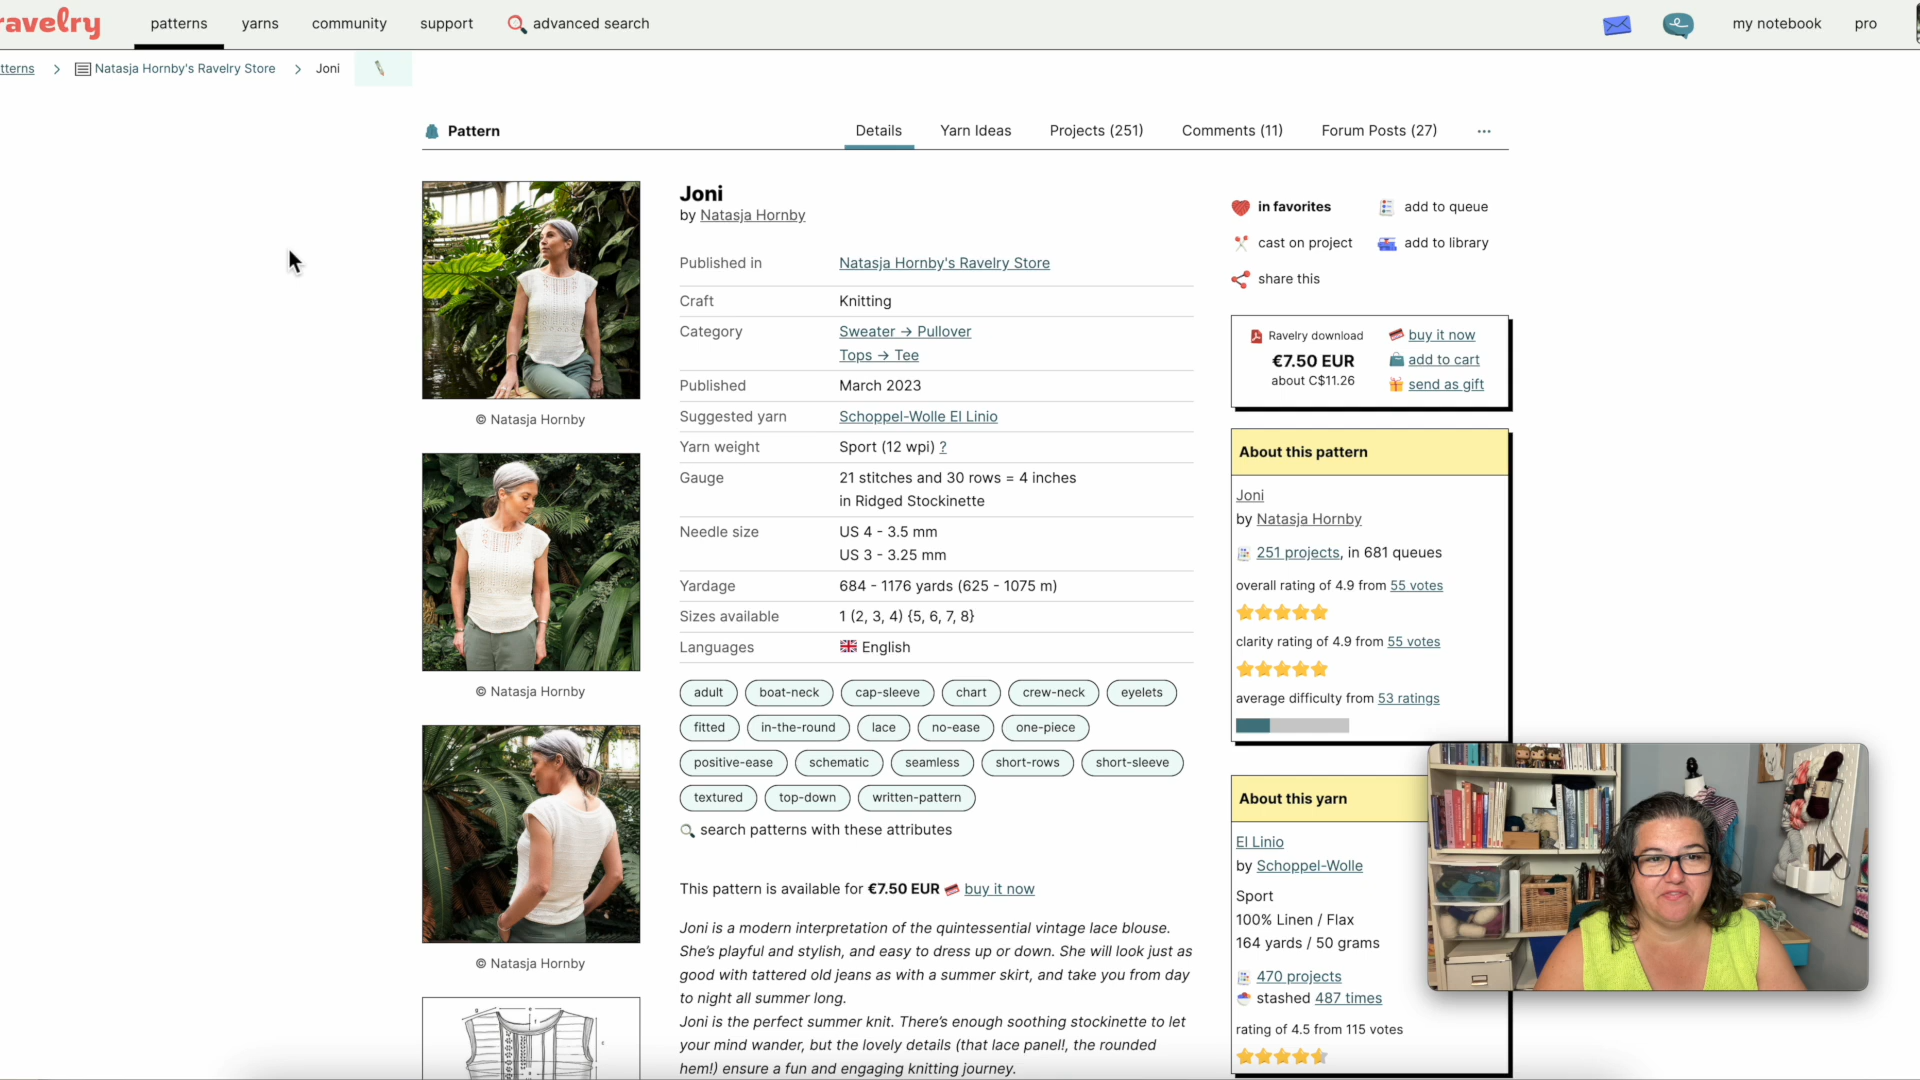 ravelry
patterns
yarns
community
support
advanced search
my notebook
pro
tterns
Natasja Hornby's Ravelry Store
Joni
Pattern
Details
Yarn Ideas
Projects (251)
Comments (11)
Forum Posts (27)
...
© Natasja Hornby
© Natasja Hornby
© Natasja Hornby
Joni
by Natasja Hornby
Published in Natasja Hornby's Ravelry Store
Craft Knitting
Category Sweater → Pullover
Tops → Tee
Published March 2023
Suggested yarn Schoppel-Wolle El Linio
Yarn weight Sport (12 wpi) ?
Gauge 21 stitches and 30 rows = 4 inches
in Ridged Stockinette
Needle size US 4 - 3.5 mm
US 3 - 3.25 mm
Yardage 684 - 1176 yards (625 - 1075 m)
Sizes available 1 (2, 3, 4) {5, 6, 7, 8}
Languages English
adult boat-neck cap-sleeve chart crew-neck eyelets
fitted in-the-round lace no-ease one-piece
positive-ease schematic seamless short-rows short-sleeve
textured top-down written-pattern
search patterns with these attributes
This pattern is available for €7.50 EUR buy it now
Joni is a modern interpretation of the quintessential vintage lace blouse.
She's playful and stylish, and easy to dress up or down. She will look just as
good with tattered old jeans as with a summer skirt, and take you from day
to night all summer long.
Joni is the perfect summer knit. There's enough soothing stockinette to let
your mind wander, but the lovely details (that lace panel!, the rounded
hem!) ensure a fun and engaging knitting journey.
in favorites
add to queue
cast on project
add to library
share this
Ravelry download
€7.50 EUR
about C$11.26
buy it now
add to cart
send as gift
About this pattern
Joni
by Natasja Hornby
251 projects, in 681 queues
overall rating of 4.9 from 55 votes
clarity rating of 4.9 from 55 votes
average difficulty from 53 ratings
About this yarn
El Linio
by Schoppel-Wolle
Sport
100% Linen / Flax
164 yards / 50 grams
470 projects
stashed 487 times
rating of 4.5 from 115 votes